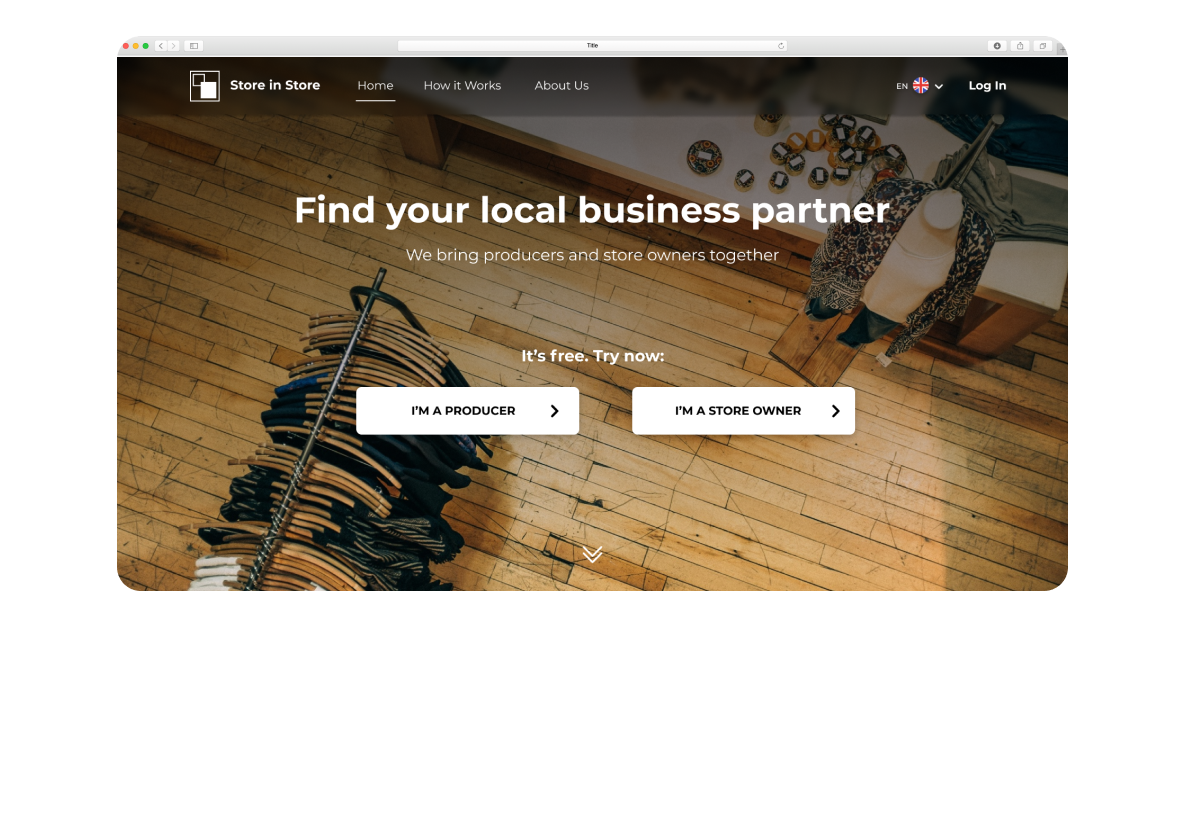 Title
Store in Store
Home
How it Works
About Us
EN
Log In
Find your local business partner
We bring producers and store owners together
It's free. Try now:
I'M A PRODUCER
I'M A STORE OWNER